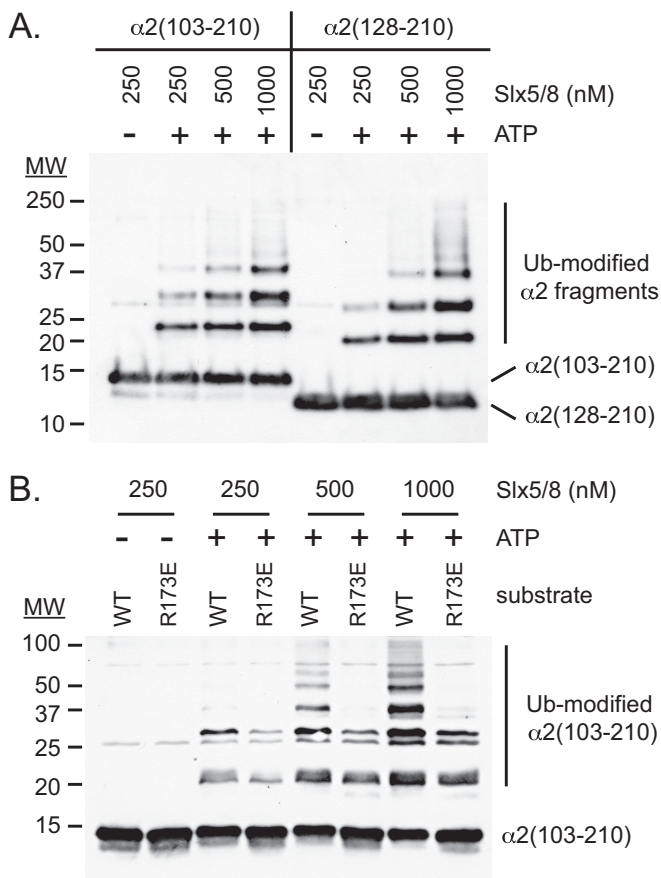 A.
α2(103-210) α2(128-210)
250 250 500 1000 250 250 500 1000 Slx5/8 (nM)
- + + + - + + + ATP
MW
250
50
37
25
20
15
10
Ub-modified
α2 fragments
α2(103-210)
α2(128-210)
B.
250 250 500 1000 Slx5/8 (nM)
- - + + + + + + ATP
WT R173E WT R173E WT R173E WT R173E substrate
MW
100
50
37
25
20
15
Ub-modified
α2(103-210)
α2(103-210)